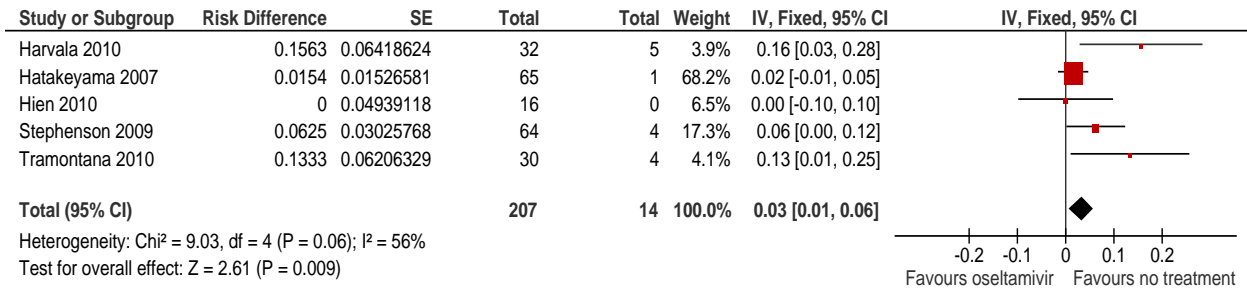 Study or Subgroup Risk Difference SE Total Total Weight IV, Fixed, 95% CI IV, Fixed, 95% CI
Harvala 2010 0.1563 0.06418624 32 5 3.9% 0.16 [0.03, 0.28]
Hatakeyama 2007 0.0154 0.01526581 65 1 68.2% 0.02 [-0.01, 0.05]
Hien 2010 0 0.04939118 16 0 6.5% 0.00 [-0.10, 0.10]
Stephenson 2009 0.0625 0.03025768 64 4 17.3% 0.06 [0.00, 0.12]
Tramontana 2010 0.1333 0.06206329 30 4 4.1% 0.13 [0.01, 0.25]
Total (95% CI) 207 14 100.0% 0.03 [0.01, 0.06]
Heterogeneity: Chi² = 9.03, df = 4 (P = 0.06); I² = 56%
Test for overall effect: Z = 2.61 (P = 0.009)
-0.2 -0.1 0 0.1 0.2
Favours oseltamivir Favours no treatment